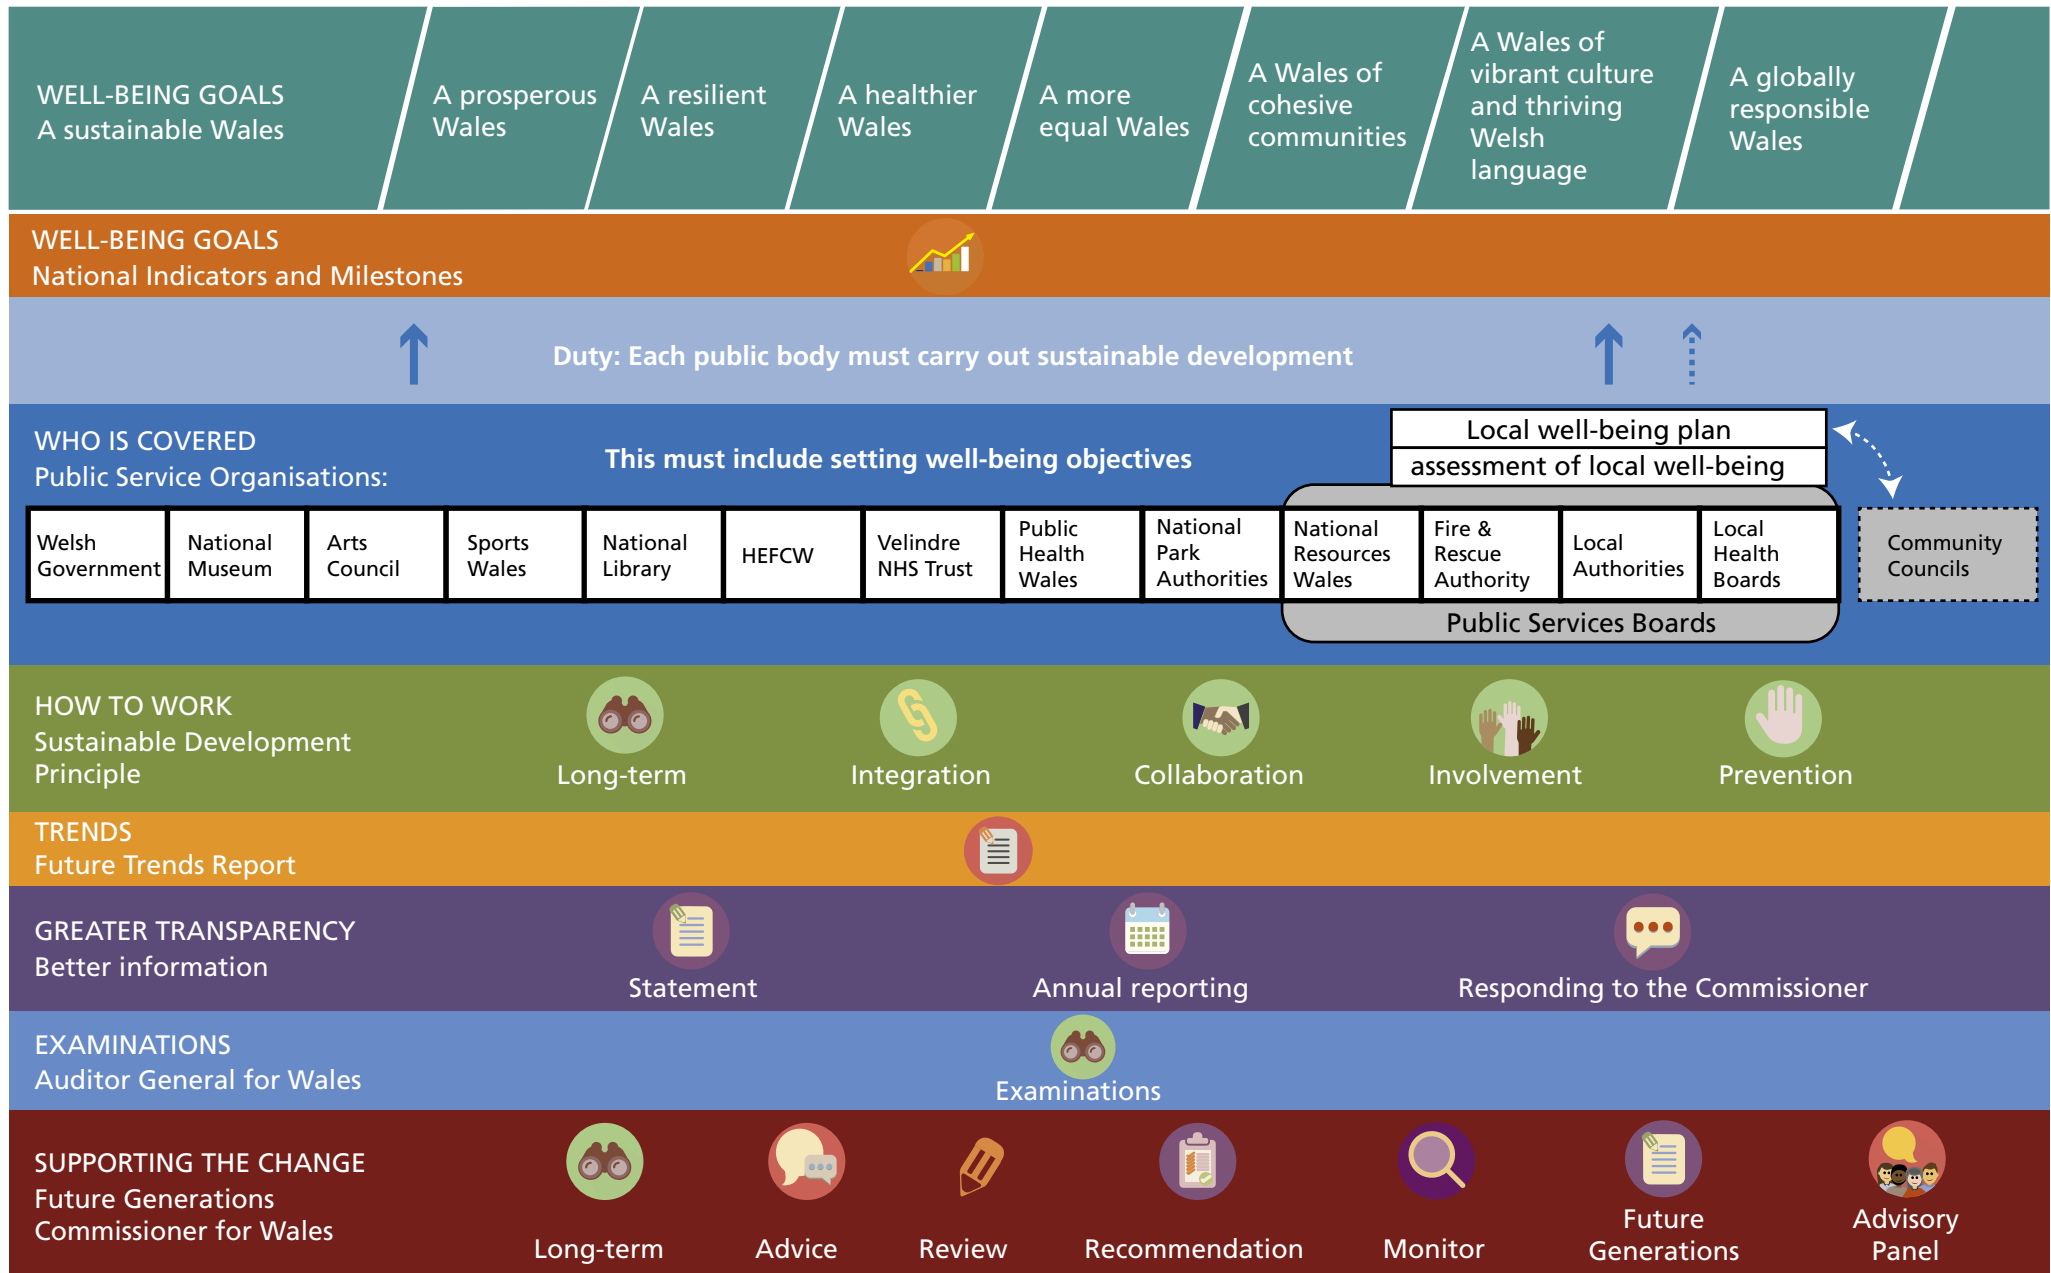 WELL-BEING GOALS
A sustainable Wales
A prosperous
Wales
A resilient
Wales
A healthier
Wales
A more
equal Wales
A Wales of
cohesive
communities
A Wales of
vibrant culture
and thriving
Welsh
language
A globally
responsible
Wales
WELL-BEING GOALS
National Indicators and Milestones
Duty: Each public body must carry out sustainable development
WHO IS COVERED
Public Service Organisations:
This must include setting well-being objectives
Local well-being plan
assessment of local well-being
Welsh
Government
National
Museum
Arts
Council
Sports
Wales
National
Library
HEFCW
Velindre
NHS Trust
Public
Health
Wales
National
Park
Authorities
National
Resources
Wales
Fire &
Rescue
Authority
Local
Authorities
Local
Health
Boards
Community
Councils
Public Services Boards
HOW TO WORK
Sustainable Development
Principle
Long-term
Integration
Collaboration
Involvement
Prevention
TRENDS
Future Trends Report
GREATER TRANSPARENCY
Better information
Statement
Annual reporting
Responding to the Commissioner
EXAMINATIONS
Auditor General for Wales
Examinations
SUPPORTING THE CHANGE
Future Generations
Commissioner for Wales
Long-term
Advice
Review
Recommendation
Monitor
Future
Generations
Advisory
Panel